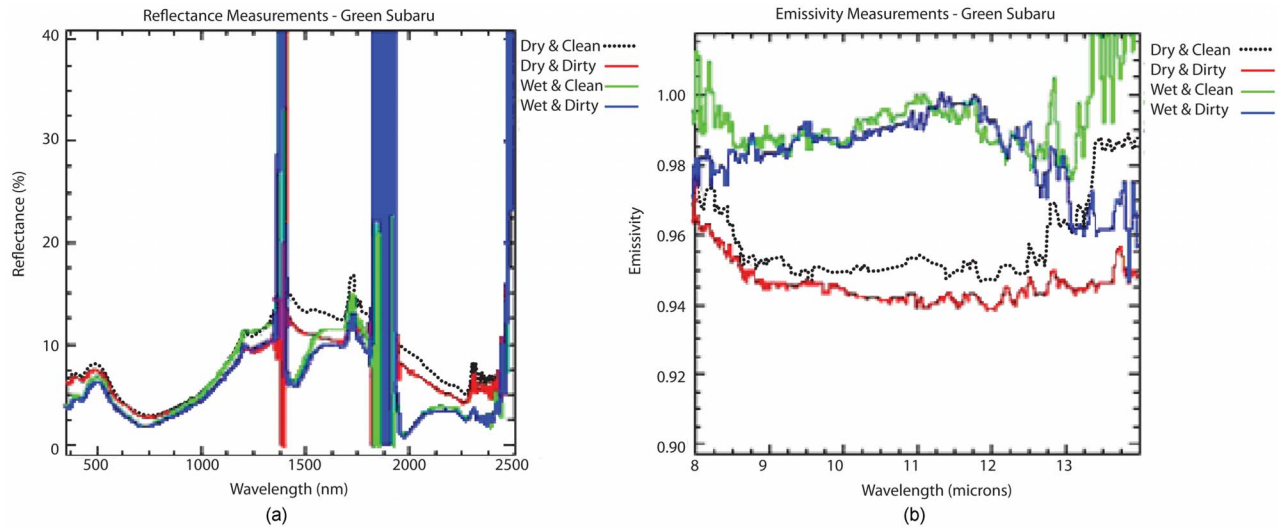 Reflectance Measurements - Green Subaru
40
30
20
10
0
Reflectance (%)
500
1000
1500
2000
2500
Wavelength (nm)
Dry & Clean
Dry & Dirty
Wet & Clean
Wet & Dirty
(a)
Emissivity Measurements - Green Subaru
1.00
0.98
0.96
0.94
0.92
0.90
Emissivity
8
9
10
11
12
13
Wavelength (microns)
Dry & Clean
Dry & Dirty
Wet & Clean
Wet & Dirty
(b)